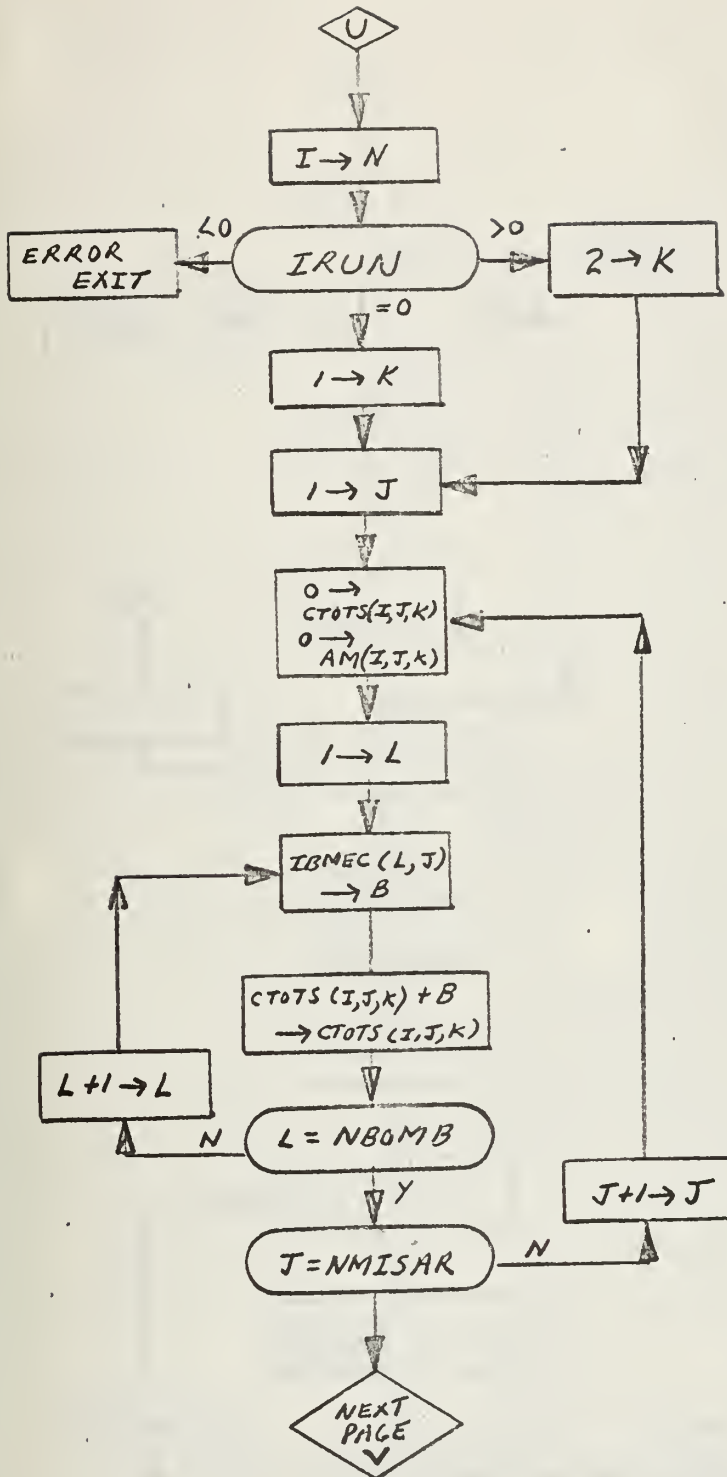 U
I → N
<0
IRUN
>0
ERROR
EXIT
2 → K
=0
1 → K
1 → J
0 →
CTOTS(I,J,K)
0 →
AM(I,J,K)
1 → L
IBMEC(L,J)
→ B
CTOTS(I,J,K) + B
→ CTOTS(I,J,K)
L+1 → L
N
L = NBOMB
Y
J+1 → J
J = NMISAR
N
NEXT
PAGE
V